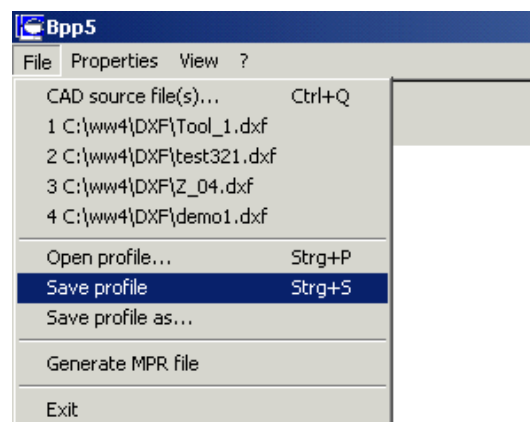 Bpp5
File Properties View ?
CAD source file(s)... Ctrl+Q
1 C:\ww4\DXF\Tool_1.dxf
2 C:\ww4\DXF\test321.dxf
3 C:\ww4\DXF\Z_04.dxf
4 C:\ww4\DXF\demo1.dxf
Open profile... Strg+P
Save profile Strg+S
Save profile as...
Generate MPR file
Exit